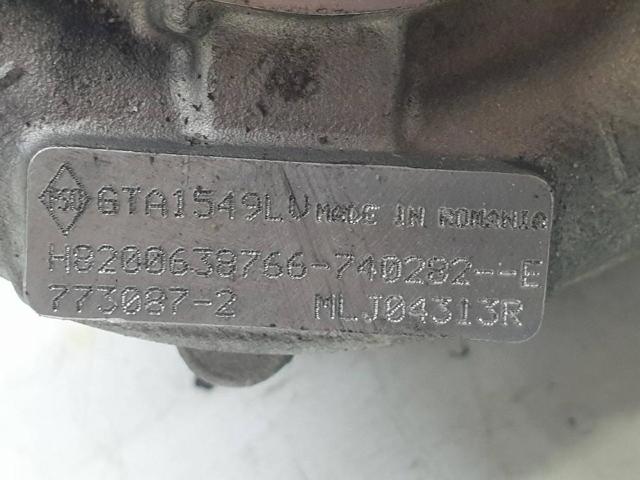 GTA1549LV MADE IN ROMANIA
H8200638766-740282--E
773087-2 MLJ04313R